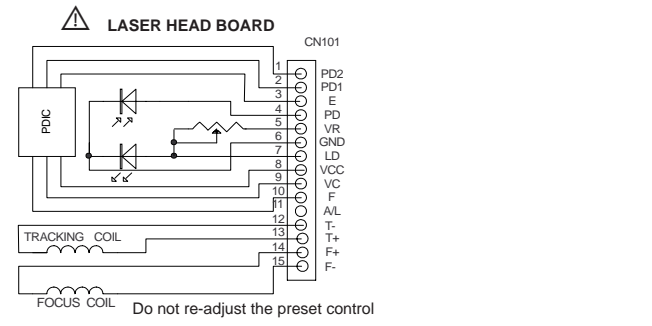 LASER HEAD BOARD
CN101
1 PD2
2 PD1
3 E
4 PD
5 VR
6 GND
7 LD
8 VCC
9 VC
10 F
11 A/L
12 T-
13 T+
14 F+
15 F-
PDIC
TRACKING COIL
FOCUS COIL
Do not re-adjust the preset control